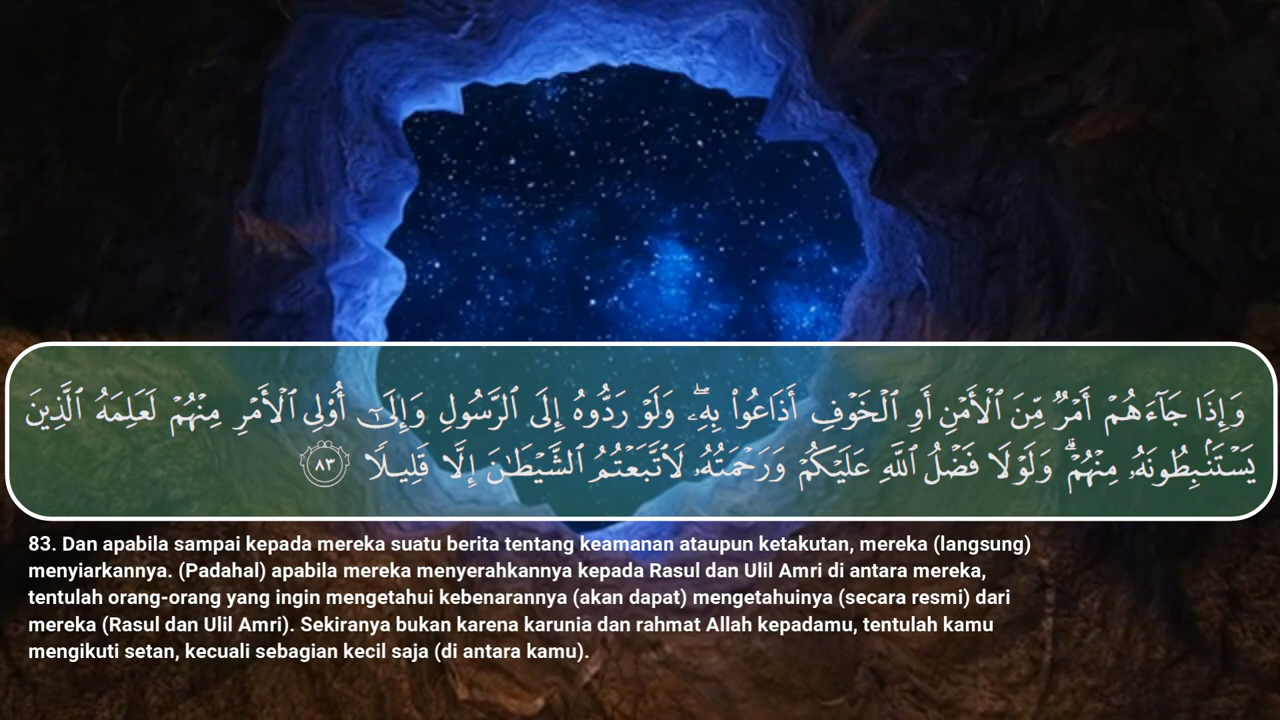 وَإِذَا جَآءَهُمْ أَمْرٌ مِّنَ ٱلْأَمْنِ أَوِ ٱلْخَوْفِ أَذَاعُوا۟ بِهِۦ ۖ وَلَوْ رَدُّوهُ إِلَى ٱلرَّسُولِ وَإِلَىٰٓ أُو۟لِى ٱلْأَمْرِ مِنْهُمْ لَعَلِمَهُ ٱلَّذِينَ
يَسْتَنۢبِطُونَهُۥ مِنْهُمْ ۗ وَلَوْلَا فَضْلُ ٱللَّهِ عَلَيْكُمْ وَرَحْمَتُهُۥ لَٱتَّبَعْتُمُ ٱلشَّيْطَـٰنَ إِلَّا قَلِيلًا ٨٣
83. Dan apabila sampai kepada mereka suatu berita tentang keamanan ataupun ketakutan, mereka (langsung)
menyiarkannya. (Padahal) apabila mereka menyerahkannya kepada Rasul dan Ulil Amri di antara mereka,
tentulah orang-orang yang ingin mengetahui kebenarannya (akan dapat) mengetahuinya (secara resmi) dari
mereka (Rasul dan Ulil Amri). Sekiranya bukan karena karunia dan rahmat Allah kepadamu, tentulah kamu
mengikuti setan, kecuali sebagian kecil saja (di antara kamu).